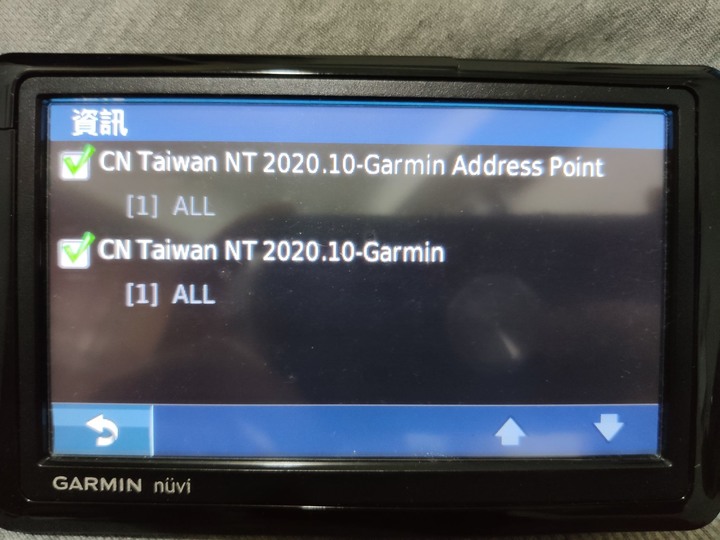 資訊
CN Taiwan NT 2020.10-Garmin Address Point
[1] ALL
CN Taiwan NT 2020.10-Garmin
[1] ALL
GARMIN nüvi